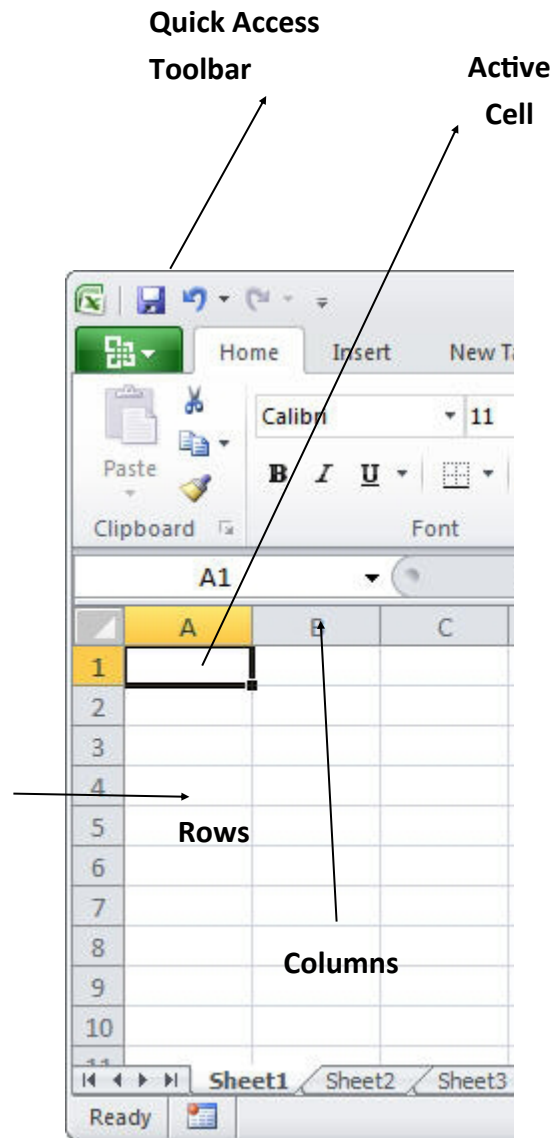 Quick Access
Toolbar
Active
Cell
Home Insert New
Calibri 11
Paste
B I U
Clipboard Font
A1
A B C
1
2
3
4
5
Rows
6
7
8
Columns
9
10
Sheet1 Sheet2 Sheet3
Ready